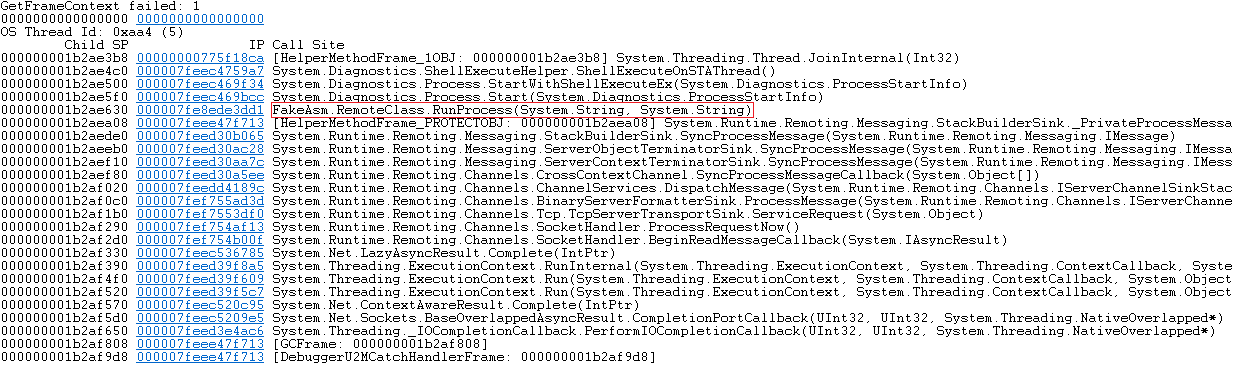 GetFrameContext failed: 1
0000000000000000 0000000000000000
OS Thread Id: 0xaa4 (5)
Child SP IP Call Site
000000001b2ae3b8 00000000775f18ca [HelperMethodFrame_1OBJ: 000000001b2ae3b8] System.Threading.Thread.JoinInternal(Int32)
000000001b2ae4c0 000007feec4759a7 System.Diagnostics.ShellExecuteHelper.ShellExecuteOnSTAThread()
000000001b2ae500 000007feec469f34 System.Diagnostics.Process.StartWithShellExecuteEx(System.Diagnostics.ProcessStartInfo)
000000001b2ae5f0 000007feec469bcc System.Diagnostics.Process.Start(System.Diagnostics.ProcessStartInfo)
000000001b2ae630 000007fe8ede3dd1 FakeAsm.RemoteClass.RunProcess(System.String, System.String)
000000001b2aea08 000007feee47f713 [HelperMethodFrame_PROTECTOBJ: 000000001b2aea08] System.Runtime.Remoting.Messaging.StackBuilderSink._PrivateProcessMessa
000000001b2aede0 000007feed30b065 System.Runtime.Remoting.Messaging.StackBuilderSink.SyncProcessMessage(System.Runtime.Remoting.Messaging.IMessage)
000000001b2aeeb0 000007feed30ac28 System.Runtime.Remoting.Messaging.ServerObjectTerminatorSink.SyncProcessMessage(System.Runtime.Remoting.Messaging.IMessa
000000001b2aef10 000007feed30aa7c System.Runtime.Remoting.Messaging.ServerContextTerminatorSink.SyncProcessMessage(System.Runtime.Remoting.Messaging.IMess
000000001b2aef80 000007feed30a5ee System.Runtime.Remoting.Channels.CrossContextChannel.SyncProcessMessageCallback(System.Object[])
000000001b2af020 000007feedd4189c System.Runtime.Remoting.Channels.ChannelServices.DispatchMessage(System.Runtime.Remoting.Channels.IServerChannelSinkStac
000000001b2af0c0 000007fef755ad3d System.Runtime.Remoting.Channels.BinaryServerFormatterSink.ProcessMessage(System.Runtime.Remoting.Channels.IServerChanne
000000001b2af1b0 000007fef7553df0 System.Runtime.Remoting.Channels.Tcp.TcpServerTransportSink.ServiceRequest(System.Object)
000000001b2af290 000007fef754af13 System.Runtime.Remoting.Channels.SocketHandler.ProcessRequestNow()
000000001b2af2d0 000007fef754b00f System.Runtime.Remoting.Channels.SocketHandler.BeginReadMessageCallback(System.IAsyncResult)
000000001b2af330 000007feec536785 System.Net.LazyAsyncResult.Complete(IntPtr)
000000001b2af390 000007feed39f8a5 System.Threading.ExecutionContext.RunInternal(System.Threading.ExecutionContext, System.Threading.ContextCallback, Syste
000000001b2af4f0 000007feed39f609 System.Threading.ExecutionContext.Run(System.Threading.ExecutionContext, System.Threading.ContextCallback, System.Object
000000001b2af520 000007feed39f5c7 System.Threading.ExecutionContext.Run(System.Threading.ExecutionContext, System.Threading.ContextCallback, System.Object
000000001b2af570 000007feec520c95 System.Net.ContextAwareResult.Complete(IntPtr)
000000001b2af5d0 000007feec5209e5 System.Net.Sockets.BaseOverlappedAsyncResult.CompletionPortCallback(UInt32, UInt32, System.Threading.NativeOverlapped*)
000000001b2af650 000007feed3e4ac6 System.Threading._IOCompletionCallback.PerformIOCompletionCallback(UInt32, UInt32, System.Threading.NativeOverlapped*)
000000001b2af808 000007feee47f713 [GCFrame: 000000001b2af808]
000000001b2af9d8 000007feee47f713 [DebuggerU2MCatchHandlerFrame: 000000001b2af9d8]